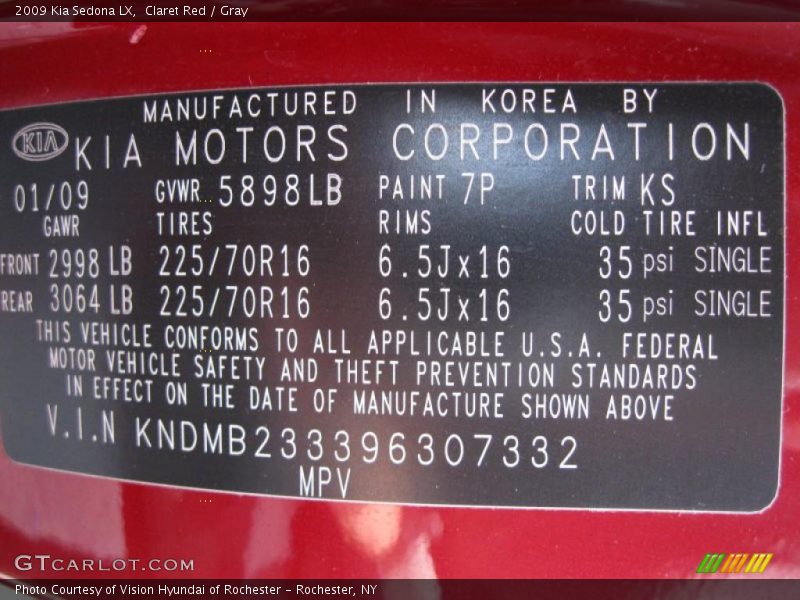 2009 Kia Sedona LX,  Claret Red / Gray
MANUFACTURED IN KOREA BY
KIA KIA MOTORS CORPORATION
01/09 GVWR 5898LB PAINT 7P TRIM KS
GAWR TIRES RIMS COLD TIRE INFL
FRONT 2998 LB 225/70R16 6.5Jx16 35 psi SINGLE
REAR 3064 LB 225/70R16 6.5Jx16 35 psi SINGLE
THIS VEHICLE CONFORMS TO ALL APPLICABLE U.S.A. FEDERAL
MOTOR VEHICLE SAFETY AND THEFT PREVENTION STANDARDS
IN EFFECT ON THE DATE OF MANUFACTURE SHOWN ABOVE
V.I.N KNDMB233396307332
MPV
GTCARLOT.COM
Photo Courtesy of Vision Hyundai of Rochester – Rochester, NY